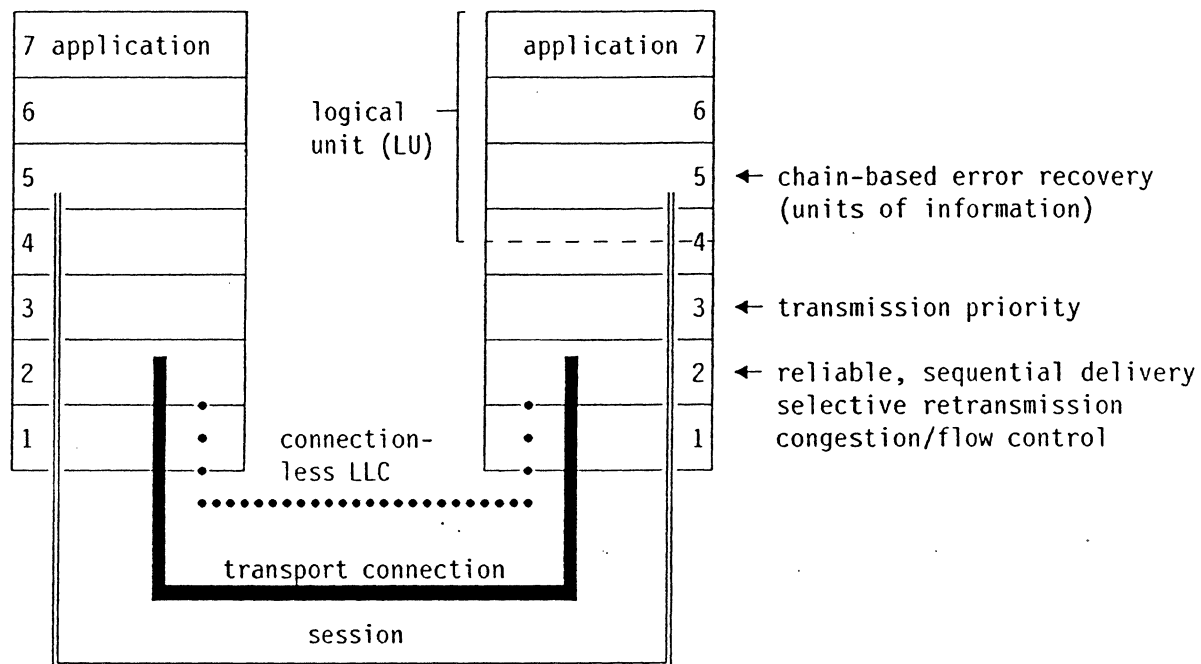 7 application
application 7
6
logical
unit (LU)
6
5
5
← chain-based error recovery
(units of information)
4
4
3
3
← transmission priority
2
2
← reliable, sequential delivery
selective retransmission
congestion/flow control
1
connection-
less LLC
1
transport connection
session